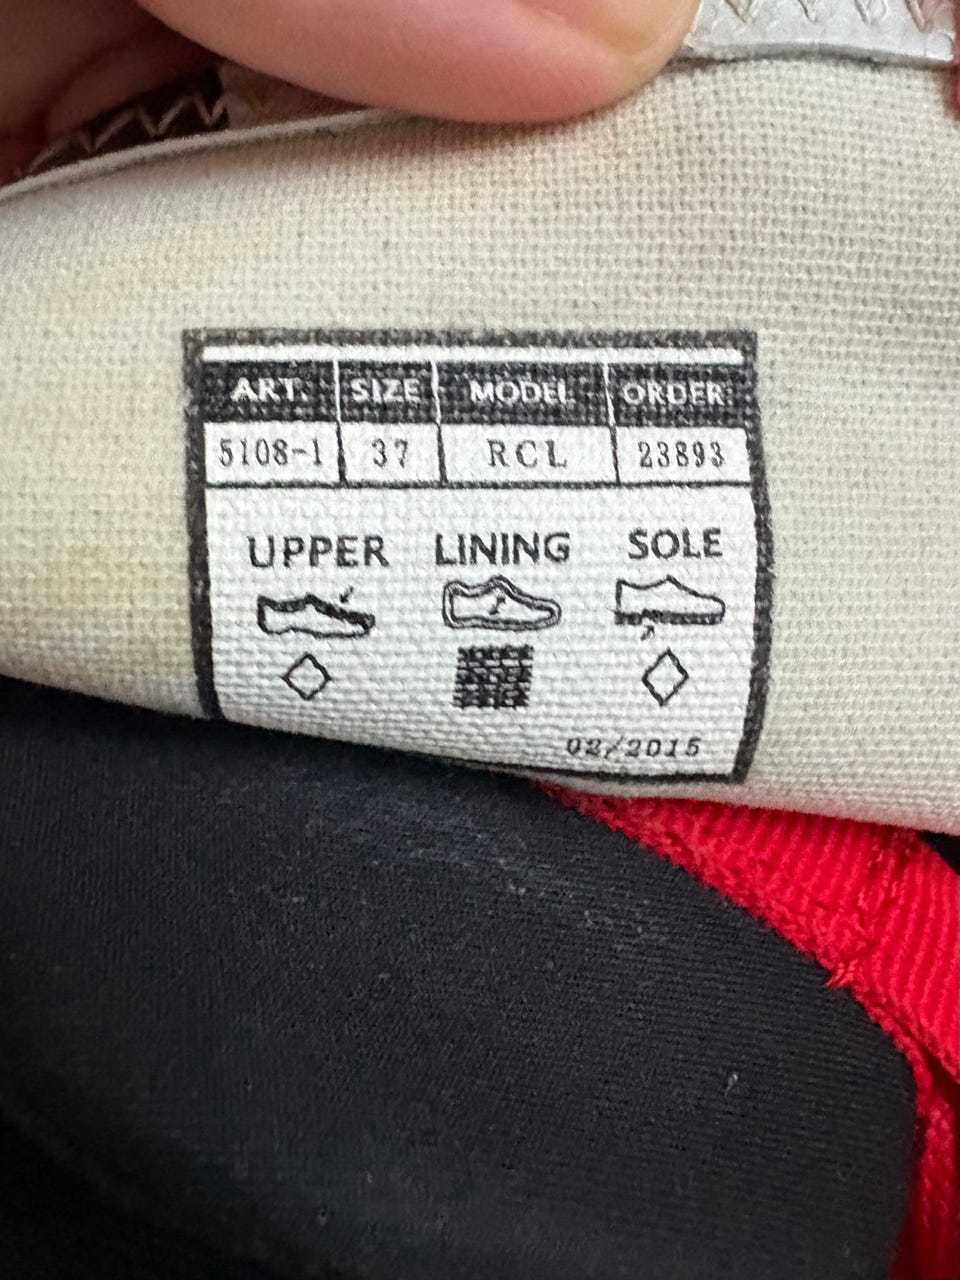 ART. SIZE MODEL ORDER
5108-1 37 RCL 23893
UPPER LINING SOLE
02/2015